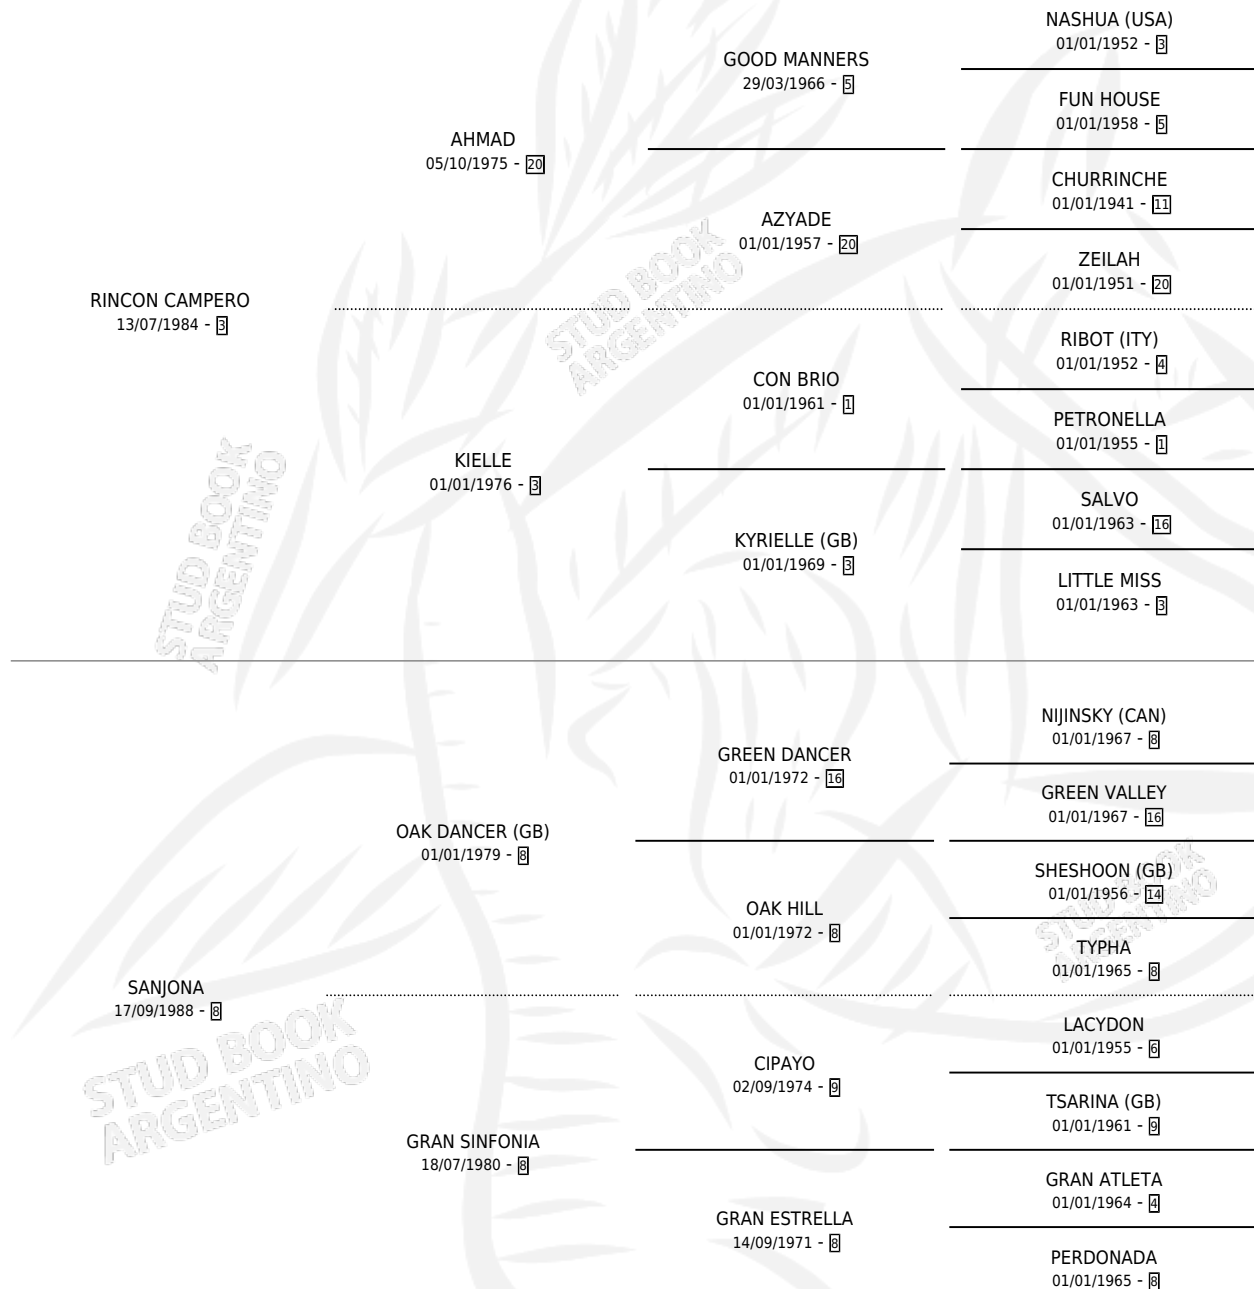 NASHUA (USA)
01/01/1952 - 3
GOOD MANNERS
29/03/1966 - 5
FUN HOUSE
01/01/1958 - 5
AHMAD
05/10/1975 - 20
CHURRINCHE
01/01/1941 - 11
AZYADE
01/01/1957 - 20
ZEILAH
01/01/1951 - 20
RINCON CAMPERO
13/07/1984 - 3
STUD BOOK
ARGENTINO
RIBOT (ITY)
01/01/1952 - 4
CON BRIO
01/01/1961 - 1
PETRONELLA
01/01/1955 - 1
KIELLE
01/01/1976 - 3
SALVO
01/01/1963 - 16
KYRIELLE (GB)
01/01/1969 - 3
LITTLE MISS
01/01/1963 - 3
STUD BOOK
ARGENTINO
NIJINSKY (CAN)
01/01/1967 - 8
GREEN DANCER
01/01/1972 - 16
GREEN VALLEY
01/01/1967 - 16
OAK DANCER (GB)
01/01/1979 - 8
SHESHOON (GB)
01/01/1956 - 14
OAK HILL
01/01/1972 - 8
TYPHA
01/01/1965 - 8
STUD BOOK
ARGENTINO
SANJONA
17/09/1988 - 8
LACYDON
01/01/1955 - 6
CIPAYO
02/09/1974 - 9
TSARINA (GB)
01/01/1961 - 9
STUD BOOK
ARGENTINO
GRAN SINFONIA
18/07/1980 - 8
GRAN ATLETA
01/01/1964 - 4
GRAN ESTRELLA
14/09/1971 - 8
PERDONADA
01/01/1965 - 8